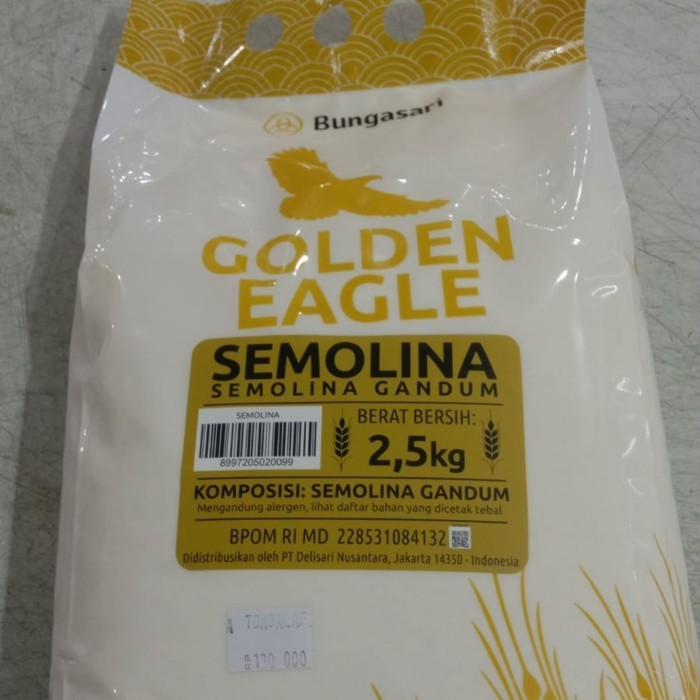 Bungasari
GOLDEN
EAGLE
SEMOLINA
SEMOLINA GANDUM
SEMOLINA
8997205020099
BERAT BERSIH:
2,5kg
KOMPOSISI: SEMOLINA GANDUM
Mengandung alergen, lihat daftar bahan yang dicetak tebal
BPOM RI MD 228531084132
Didistribusikan oleh PT Delisari Nusantara, Jakarta 14350 - Indonesia
000